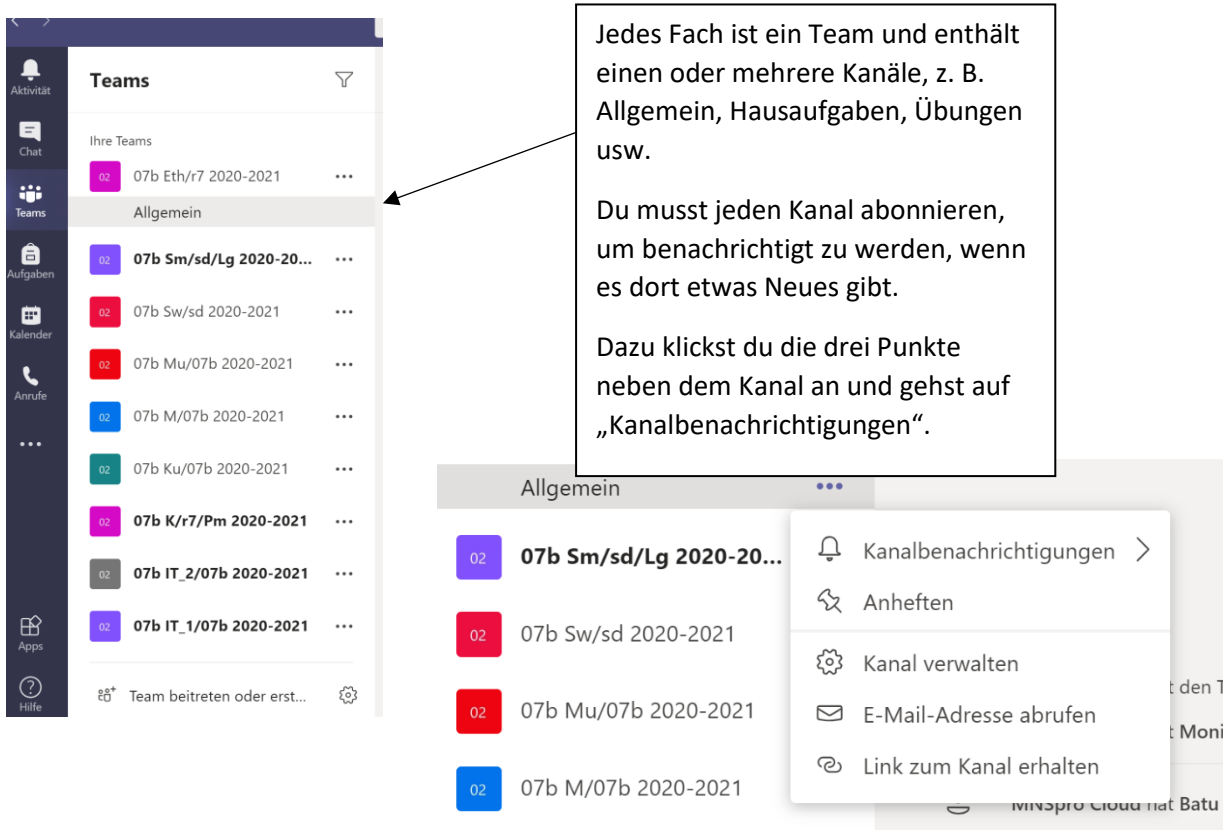 Aktivität
Chat
Teams
Aufgaben
Kalender
Anrufe
Apps
Hilfe
Teams
Ihre Teams
02 07b Eth/r7 2020-2021 ...
Allgemein
02 07b Sm/sd/Lg 2020-20... ...
02 07b Sw/sd 2020-2021 ...
02 07b Mu/07b 2020-2021 ...
02 07b M/07b 2020-2021 ...
02 07b Ku/07b 2020-2021 ...
02 07b K/r7/Pm 2020-2021 ...
02 07b IT_2/07b 2020-2021 ...
02 07b IT_1/07b 2020-2021 ...
Team beitreten oder erst...
Jedes Fach ist ein Team und enthält
einen oder mehrere Kanäle, z. B.
Allgemein, Hausaufgaben, Übungen
usw.
Du musst jeden Kanal abonnieren,
um benachrichtigt zu werden, wenn
es dort etwas Neues gibt.
Dazu klickst du die drei Punkte
neben dem Kanal an und gehst auf
„Kanalbenachrichtigungen“.
Allgemein ...
02 07b Sm/sd/Lg 2020-20...
02 07b Sw/sd 2020-2021
02 07b Mu/07b 2020-2021
02 07b M/07b 2020-2021
Kanalbenachrichtigungen
Anheften
Kanal verwalten
E-Mail-Adresse abrufen
Link zum Kanal erhalten
den
MNSpro Cloud hat Batu